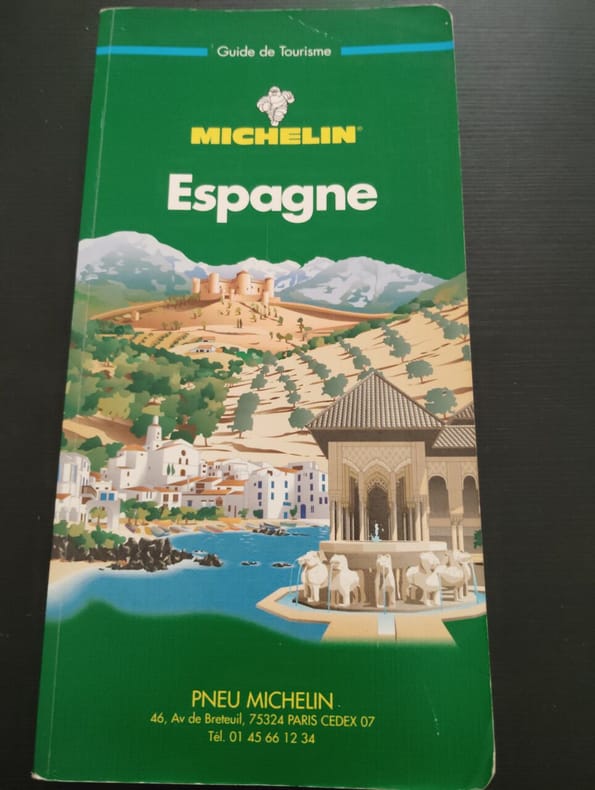 Guide de Tourisme
MICHELIN®
Espagne
PNEU MICHELIN
46, Av de Breteuil, 75324 PARIS CEDEX 07
Tél. 01 45 66 12 34